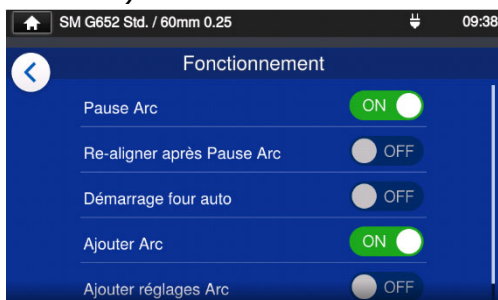 SM G652 Std. / 60mm 0.25 09:38
Fonctionnement
Pause Arc ON
Re-aligner après Pause Arc OFF
Démarrage four auto OFF
Ajouter Arc ON
Ajouter réglages Arc OFF